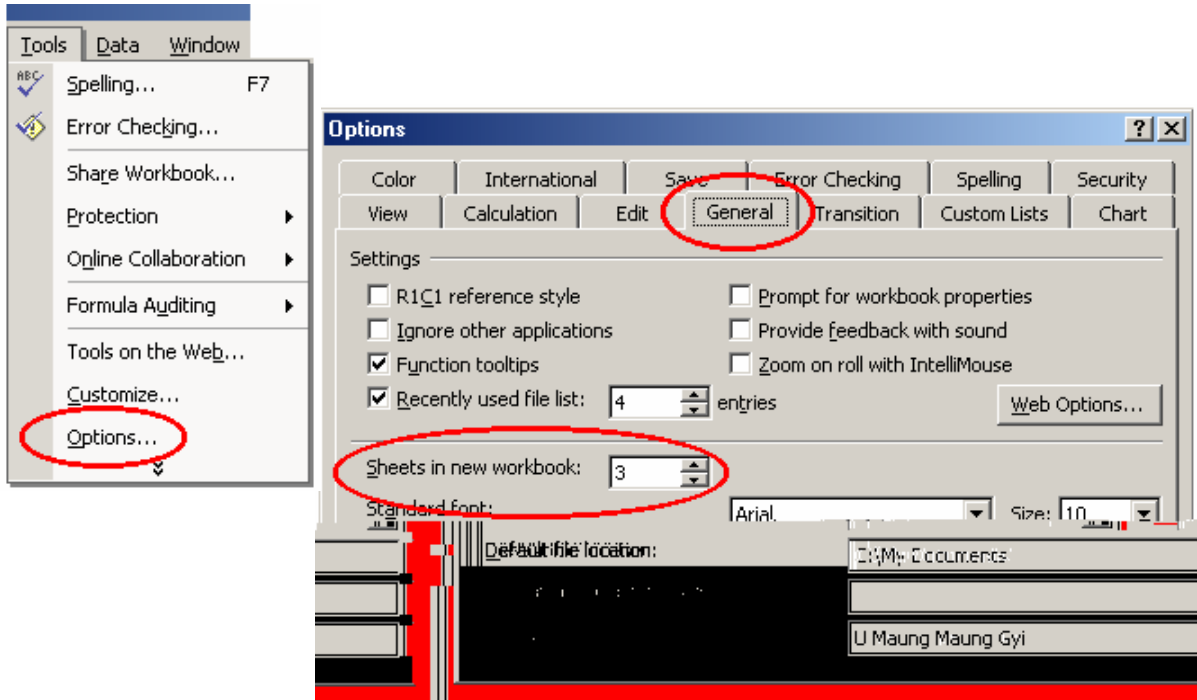 Tools Data Window
ABC
Spelling... F7
Error Checking...
Share Workbook...
Protection
Online Collaboration
Formula Auditing
Tools on the Web...
Customize...
Options...
Options
Color International Save Error Checking Spelling Security
View Calculation Edit General Transition Custom Lists Chart
Settings
R1C1 reference style Prompt for workbook properties
Ignore other applications Provide feedback with sound
Function tooltips Zoom on roll with IntelliMouse
Recently used file list: 4 entries Web Options...
Sheets in new workbook: 3
Standard font: Arial Size: 10
Default file location: C:\My Documents
U Maung Maung Gyi